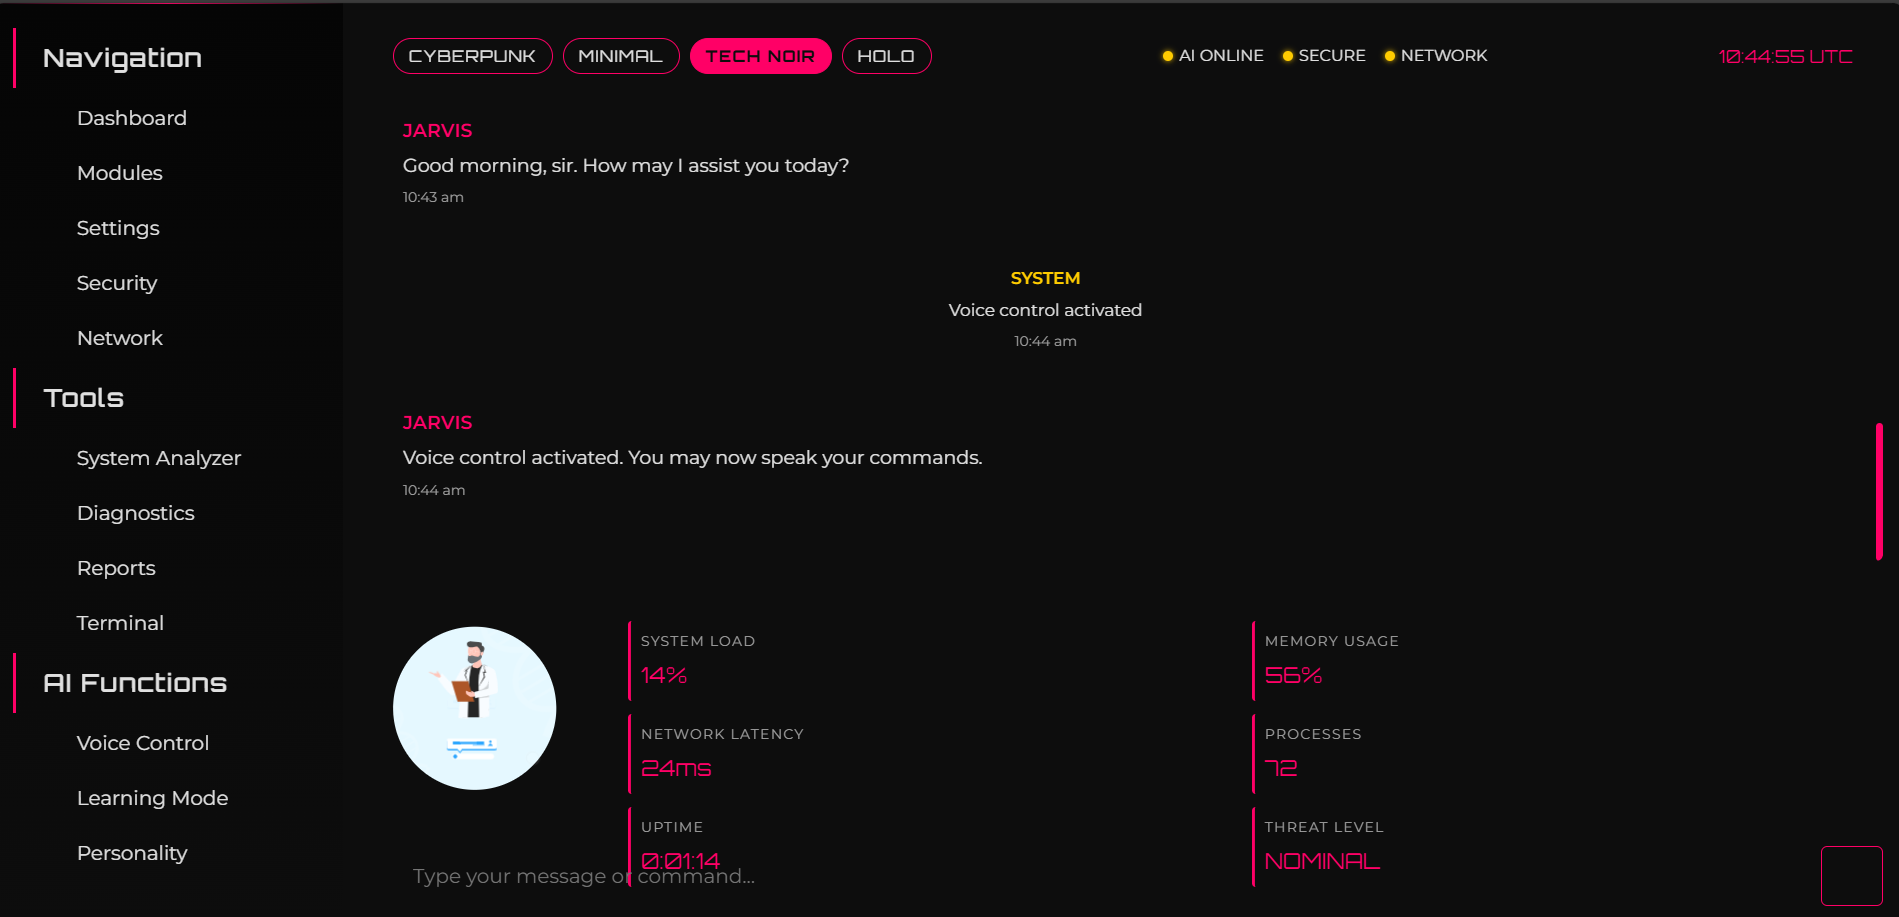 Navigation
Dashboard
Modules
Settings
Security
Network
Tools
System Analyzer
Diagnostics
Reports
Terminal
AI Functions
Voice Control
Learning Mode
Personality
CYBERPUNK MINIMAL TECH NOIR HOLO
AI ONLINE SECURE NETWORK
10:44:55 UTC
JARVIS
Good morning, sir. How may I assist you today?
10:43 am
SYSTEM
Voice control activated
10:44 am
JARVIS
Voice control activated. You may now speak your commands.
10:44 am
SYSTEM LOAD
14%
MEMORY USAGE
56%
NETWORK LATENCY
24ms
PROCESSES
72
UPTIME
0:01:14
THREAT LEVEL
NOMINAL
Type your message or command...